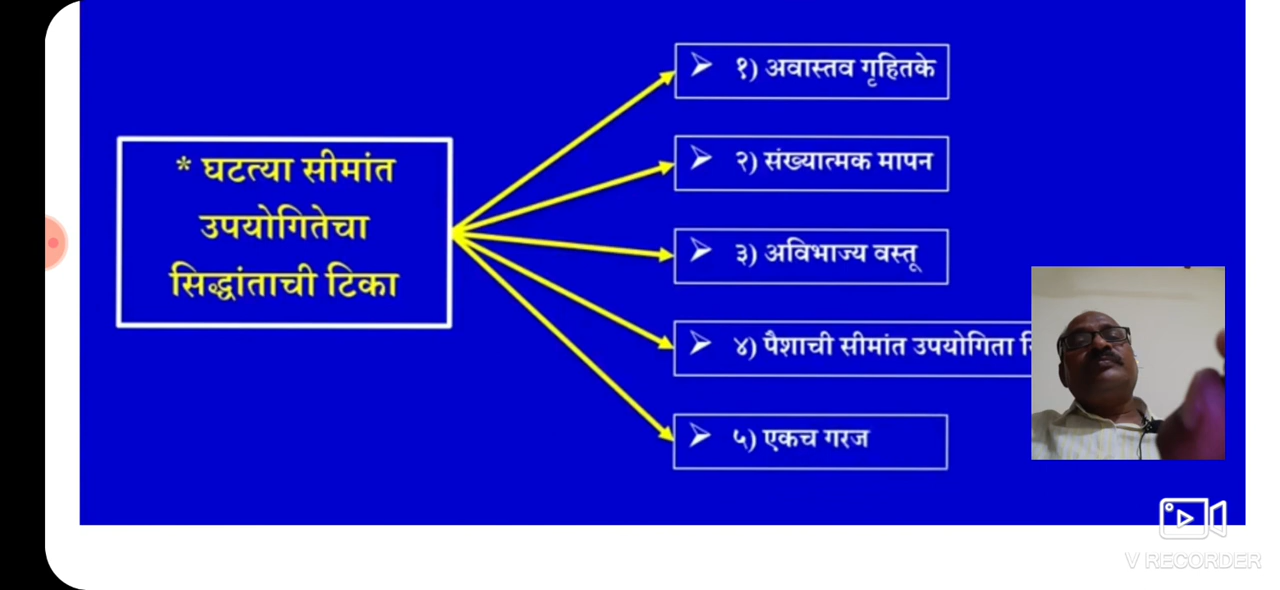 * घटत्या सीमांत
उपयोगितेचा
सिद्धांताची टिका
१) अवास्तव गृहितके
२) संख्यात्मक मापन
३) अविभाज्य वस्तू
४) पैशाची सीमांत उपयोगिता
५) एकच गरज
V RECORDER